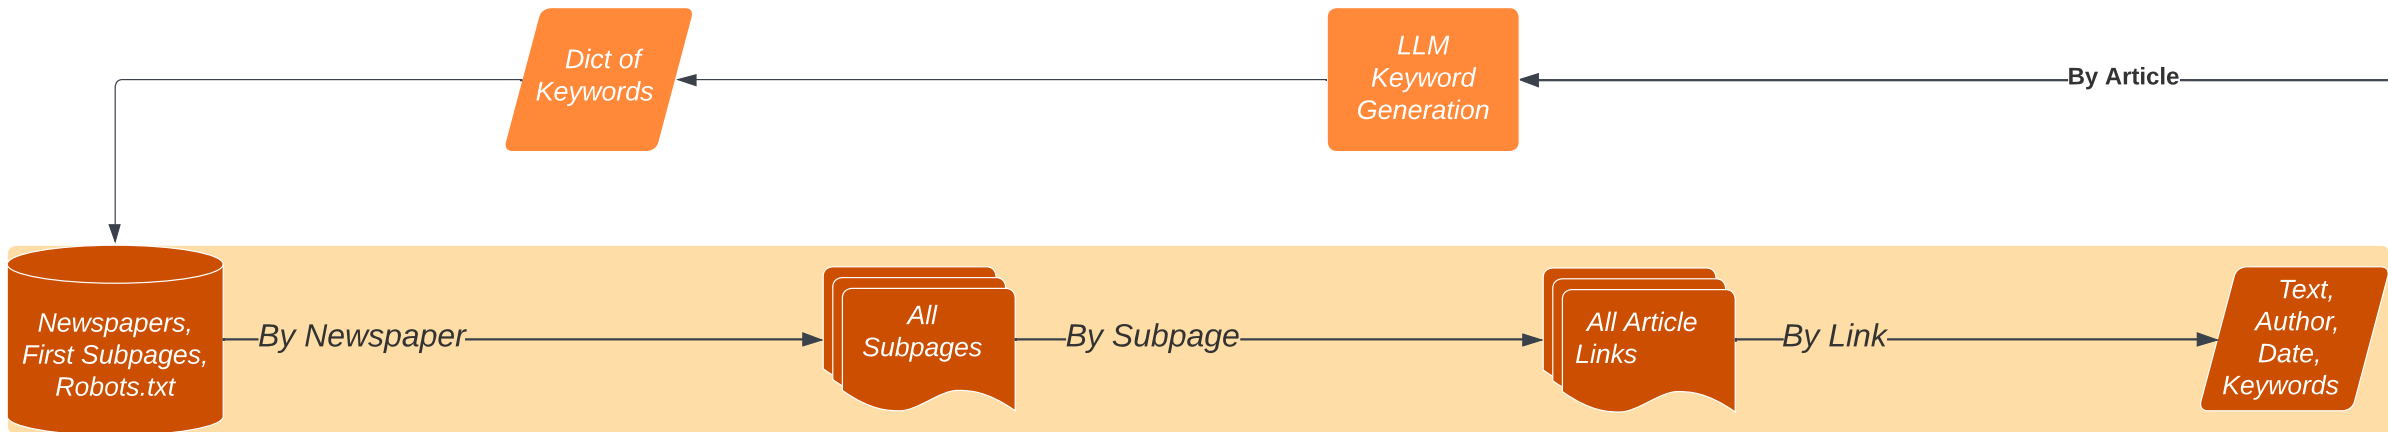 Dict of
Keywords
LLM
Keyword
Generation
By Article
Newspapers,
First Subpages,
Robots.txt
By Newspaper
All
Subpages
By Subpage
All Article
Links
By Link
Text,
Author,
Date,
Keywords